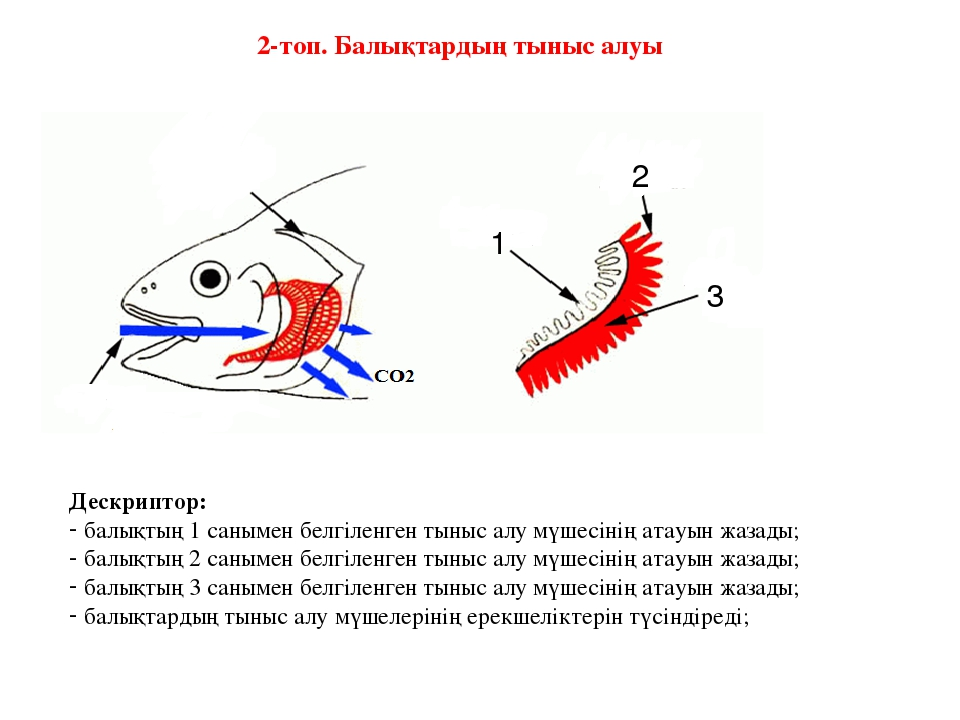 2-топ. Балықтардың тыныс алуы
2
1
3
CO2
Дескриптор:
- балықтың 1 санымен белгіленген тыныс алу мүшесінің атауын жазады;
- балықтың 2 санымен белгіленген тыныс алу мүшесінің атауын жазады;
- балықтың 3 санымен белгіленген тыныс алу мүшесінің атауын жазады;
- балықтардың тыныс алу мүшелерінің ерекшеліктерін түсіндіреді;